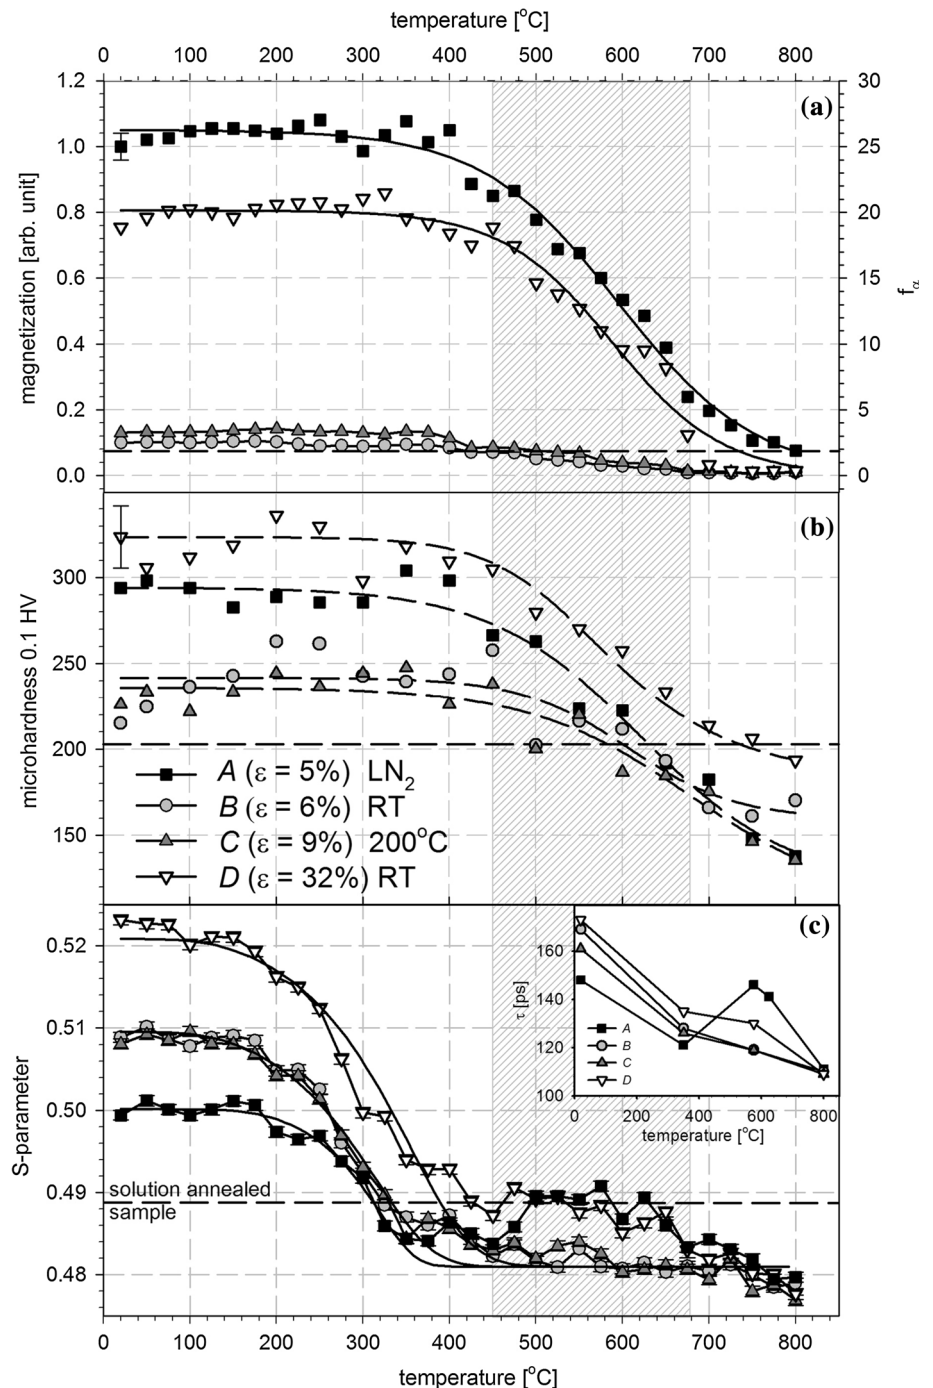 temperature [°C]
0 100 200 300 400 500 600 700 800
1.2 30
(a)
1.0 25
0.8 20
0.6 15
0.4 10
0.2 5
0.0 0
magnetization [arb. unit]
fα
(b)
300
250
200
150
microhardness 0.1 HV
A (ε = 5%) LN2
B (ε = 6%) RT
C (ε = 9%) 200°C
D (ε = 32%) RT
(c)
0.52
0.51
0.50
0.49
0.48
S-parameter
solution annealed
sample
160
140
120
100
τ [ps]
A
B
C
D
0 200 400 600 800
temperature [°C]
0 100 200 300 400 500 600 700 800
temperature [°C]